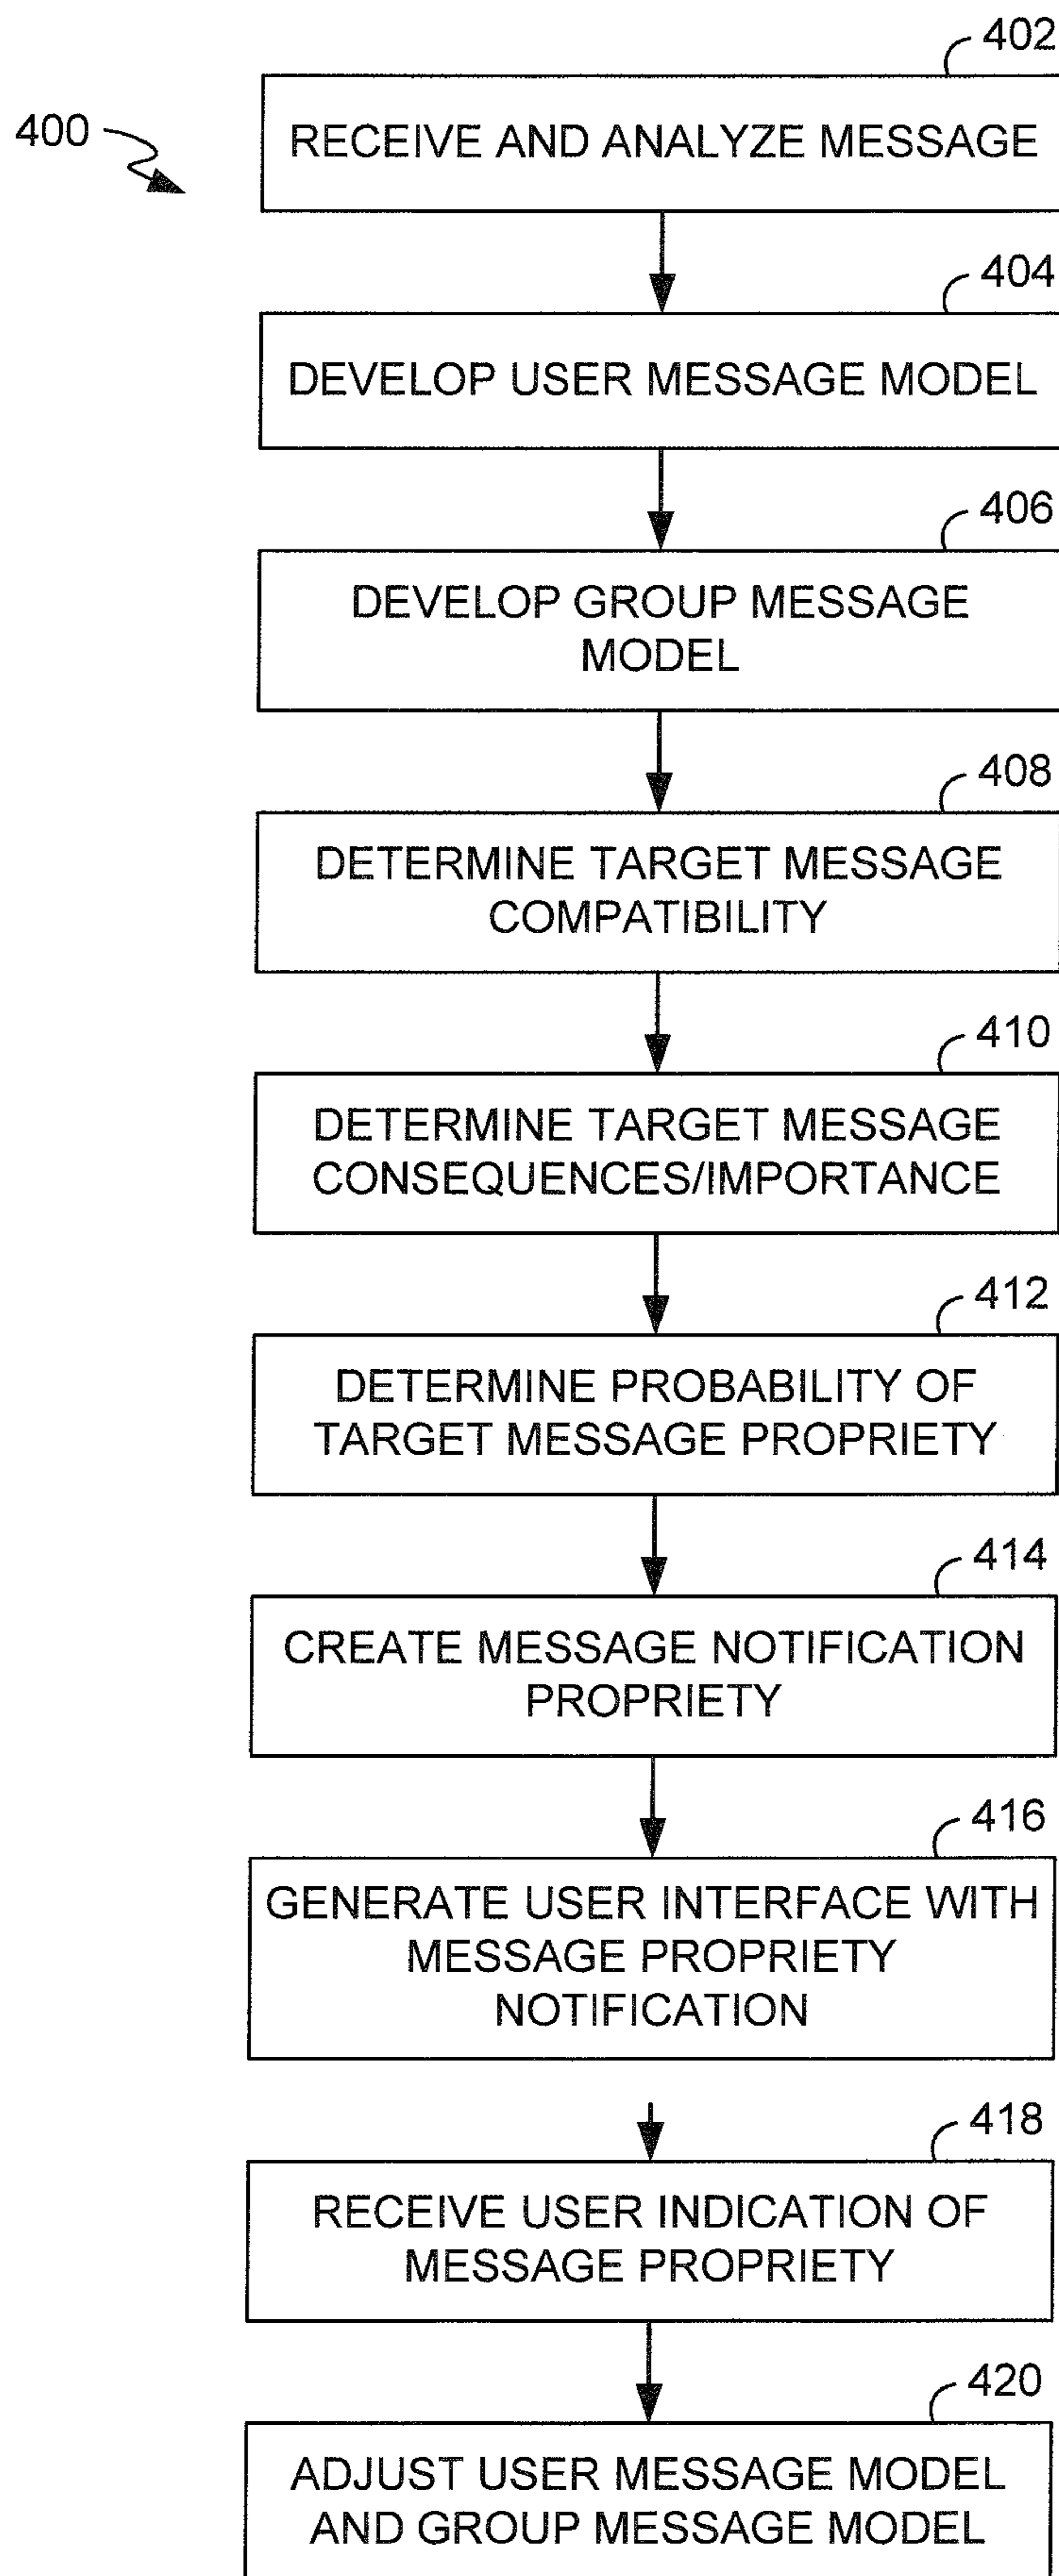 402
400
RECEIVE AND ANALYZE MESSAGE
404
DEVELOP USER MESSAGE MODEL
406
DEVELOP GROUP MESSAGE
MODEL
408
DETERMINE TARGET MESSAGE
COMPATIBILITY
410
DETERMINE TARGET MESSAGE
CONSEQUENCES/IMPORTANCE
412
DETERMINE PROBABILITY OF
TARGET MESSAGE PROPRIETY
414
CREATE MESSAGE NOTIFICATION
PROPRIETY
416
GENERATE USER INTERFACE WITH
MESSAGE PROPRIETY
NOTIFICATION
418
RECEIVE USER INDICATION OF
MESSAGE PROPRIETY
420
ADJUST USER MESSAGE MODEL
AND GROUP MESSAGE MODEL